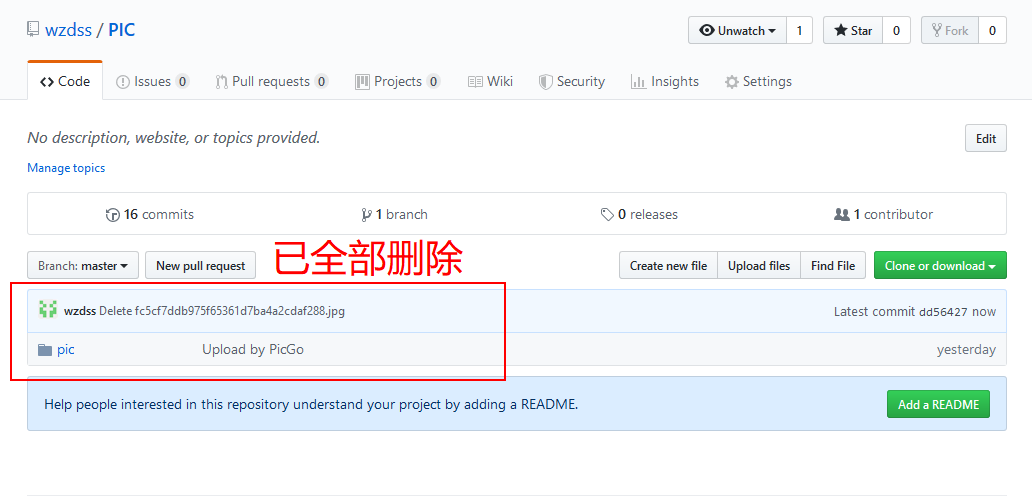 wzdss / PIC
Unwatch 1 Star 0 Fork 0
Code Issues 0 Pull requests 0 Projects 0 Wiki Security Insights Settings
No description, website, or topics provided.
Edit
Manage topics
16 commits 1 branch 0 releases 1 contributor
Branch: master New pull request 已全部删除 Create new file Upload files Find File Clone or download
wzdss Delete fc5cf7ddb975f65361d7ba4a2cdaf288.jpg Latest commit dd56427 now
pic Upload by PicGo yesterday
Help people interested in this repository understand your project by adding a README. Add a README